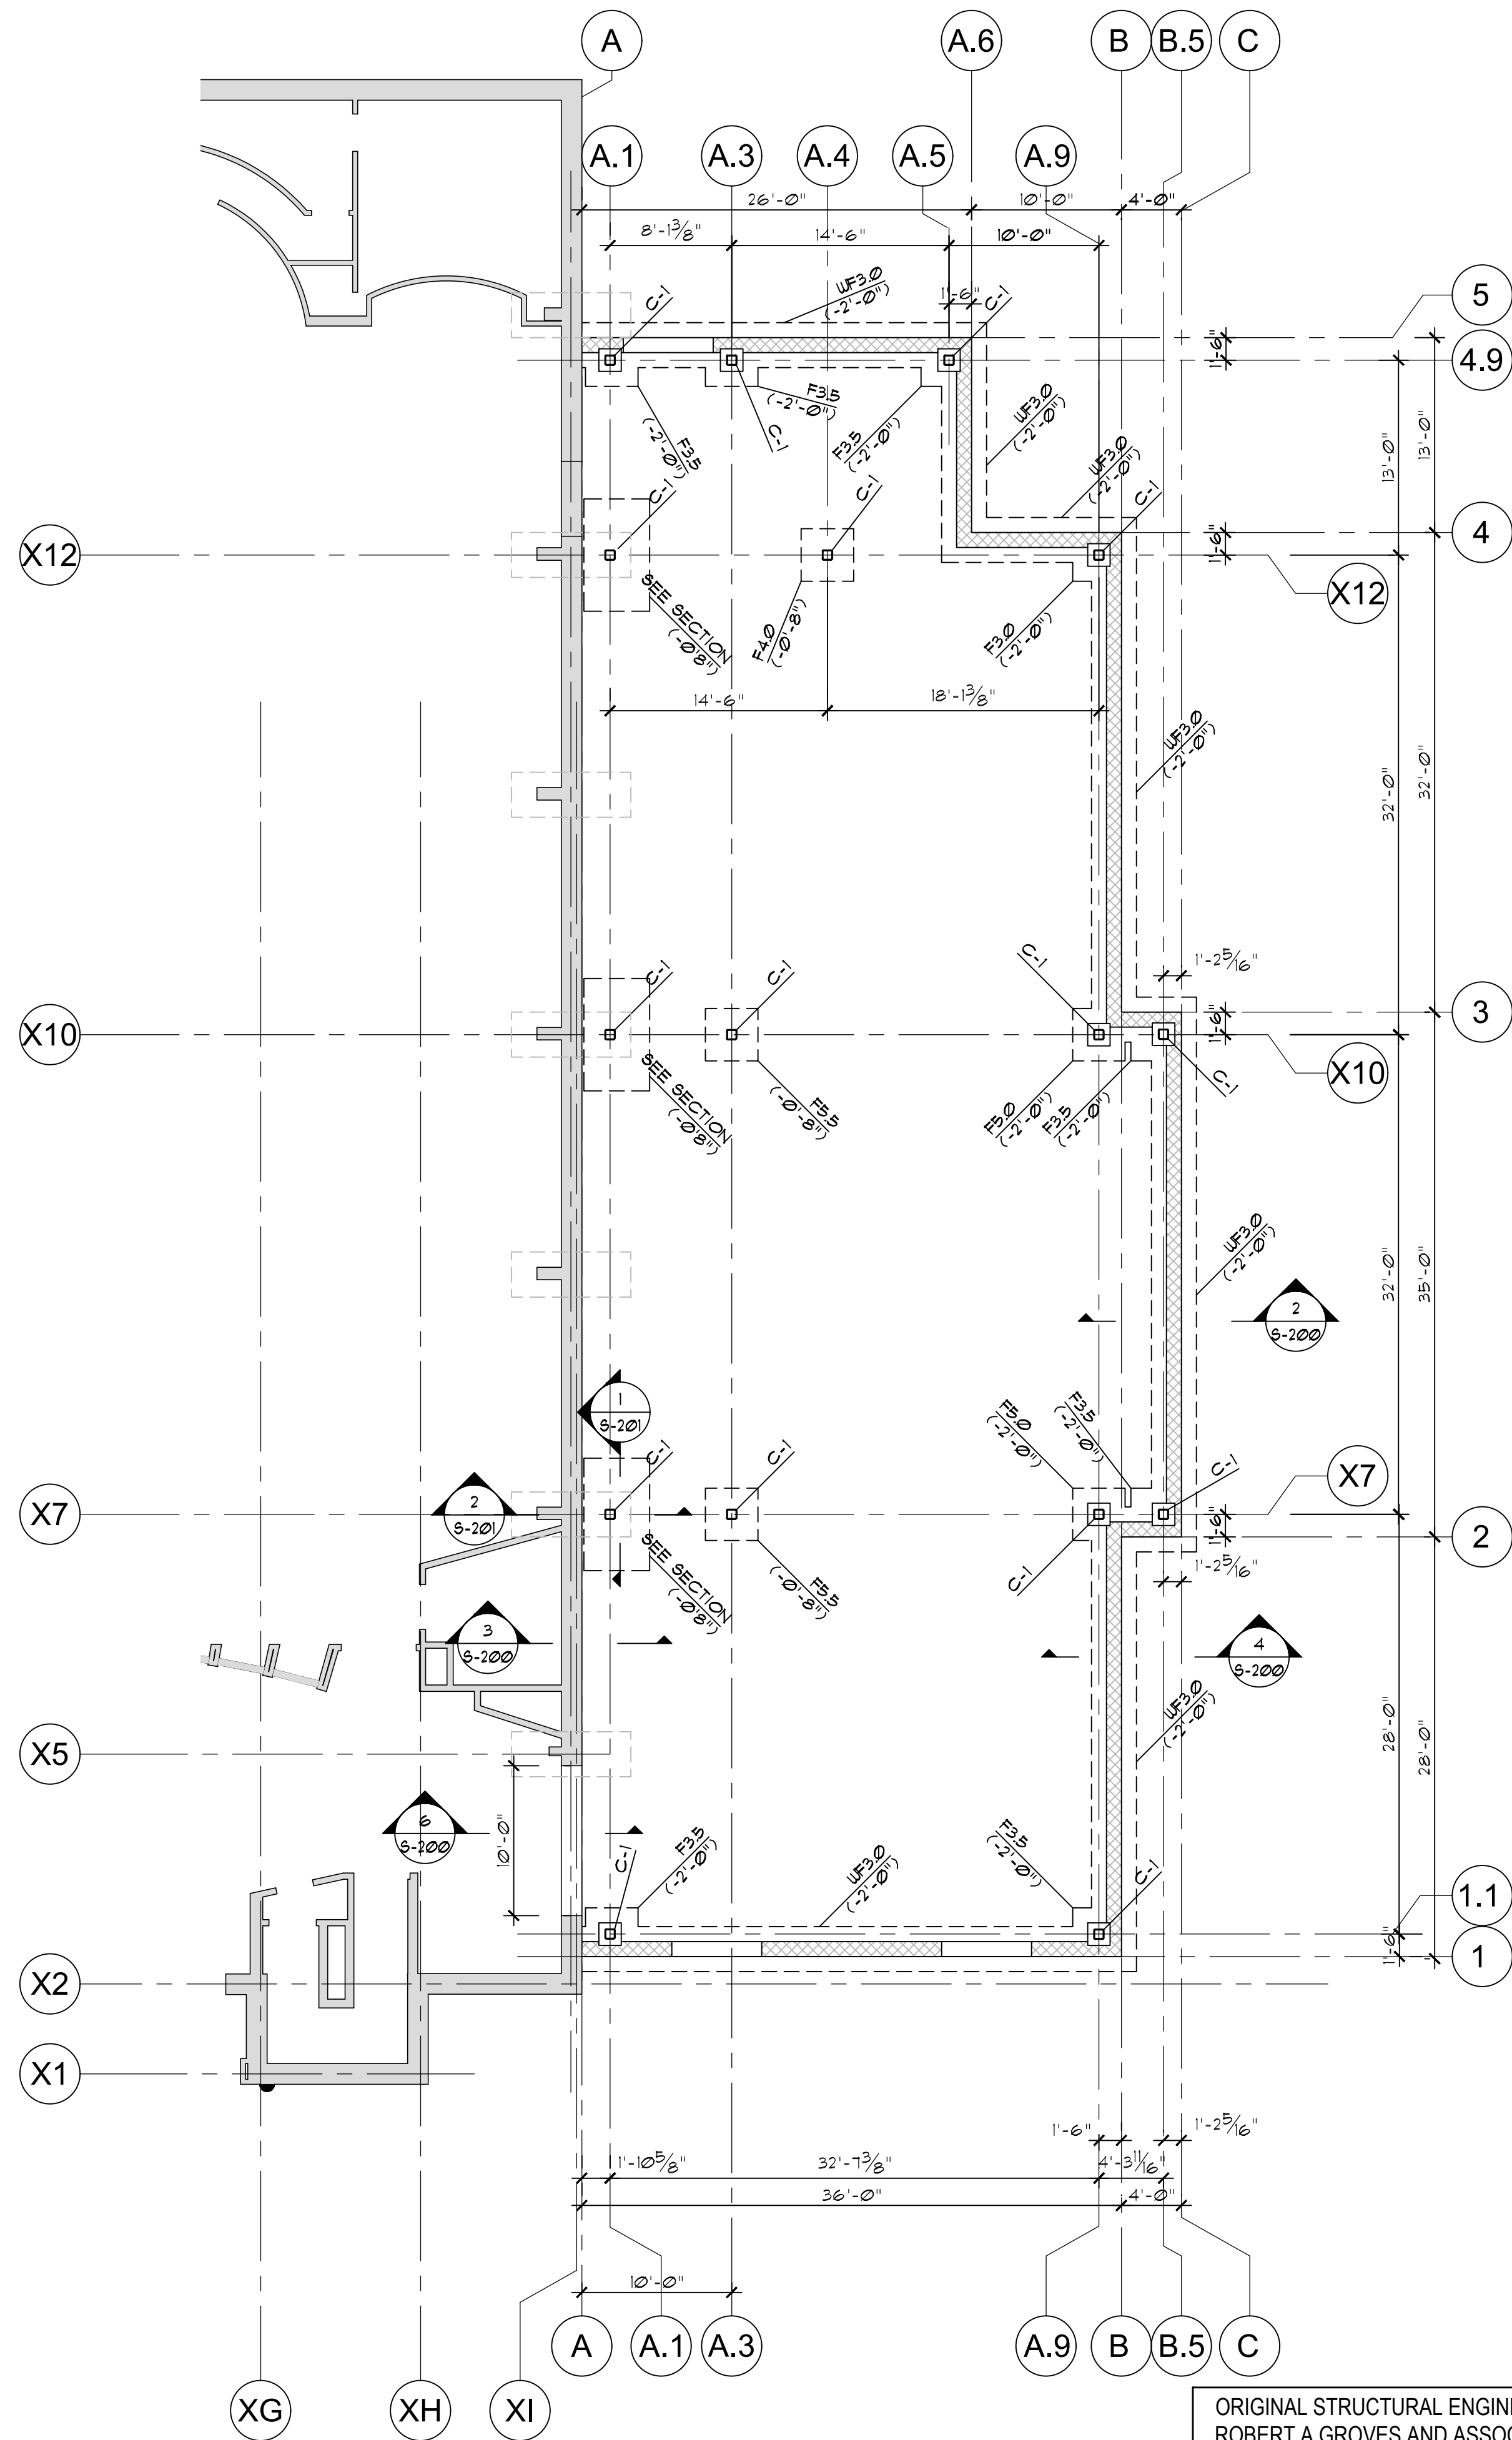 A
A.6
B
B.5
C
A.1
A.3
A.4
A.5
A.9
26'-0"
10'-0"
4'-0"
8'-1 3/8"
14'-6"
10'-0"
WF3.0
(-2'-0")
1'-6"
C-1
C-1
5
1'-6"
4.9
F3.5
(-2'-0")
C-1
F3.5
(-2'-0")
F3.5
(-2'-0")
WF3.0
(-2'-0")
WF3.0
(-2'-0")
13'-0"
13'-0"
C-1
C-1
C-1
4
X12
1'-6"
X12
SEE SECTION
(-0'8")
F4.0
(-0'-8")
F3.0
(-2'-0")
14'-6"
18'-1 3/8"
WF3.0
(-2'-0")
32'-0"
32'-0"
C-1
C-1
C-1
1'-2 5/16"
3
X10
1'-6"
X10
C-1
SEE SECTION
(-0'8")
F5.5
(-0'-8")
F5.0
(-2'-0")
F3.5
(-2'-0")
WF3.0
(-2'-0")
32'-0"
35'-0"
2
S-200
1
S-201
F5.0
(-2'-0")
F3.5
(-2'-0")
C-1
C-1
C-1
X7
X7
2
S-201
1'-6"
2
C-1
1'-2 5/16"
SEE SECTION
(-0'8")
F5.5
(-0'-8")
3
S-200
4
S-200
WF3.0
(-2'-0")
X5
28'-0"
28'-0"
10'-0"
6
S-200
C-1
F3.5
(-2'-0")
WF3.0
(-2'-0")
F3.5
(-2'-0")
C-1
1.1
1'-6"
1
X2
X1
1'-6"
1'-2 5/16"
1'-10 5/8"
32'-7 3/8"
4'-3 11/16"
36'-0"
4'-0"
10'-0"
A
A.1
A.3
A.9
B
B.5
C
XG
XH
XI
ORIGINAL STRUCTURAL ENGIN
ROBERT A GROVES AND ASSOC